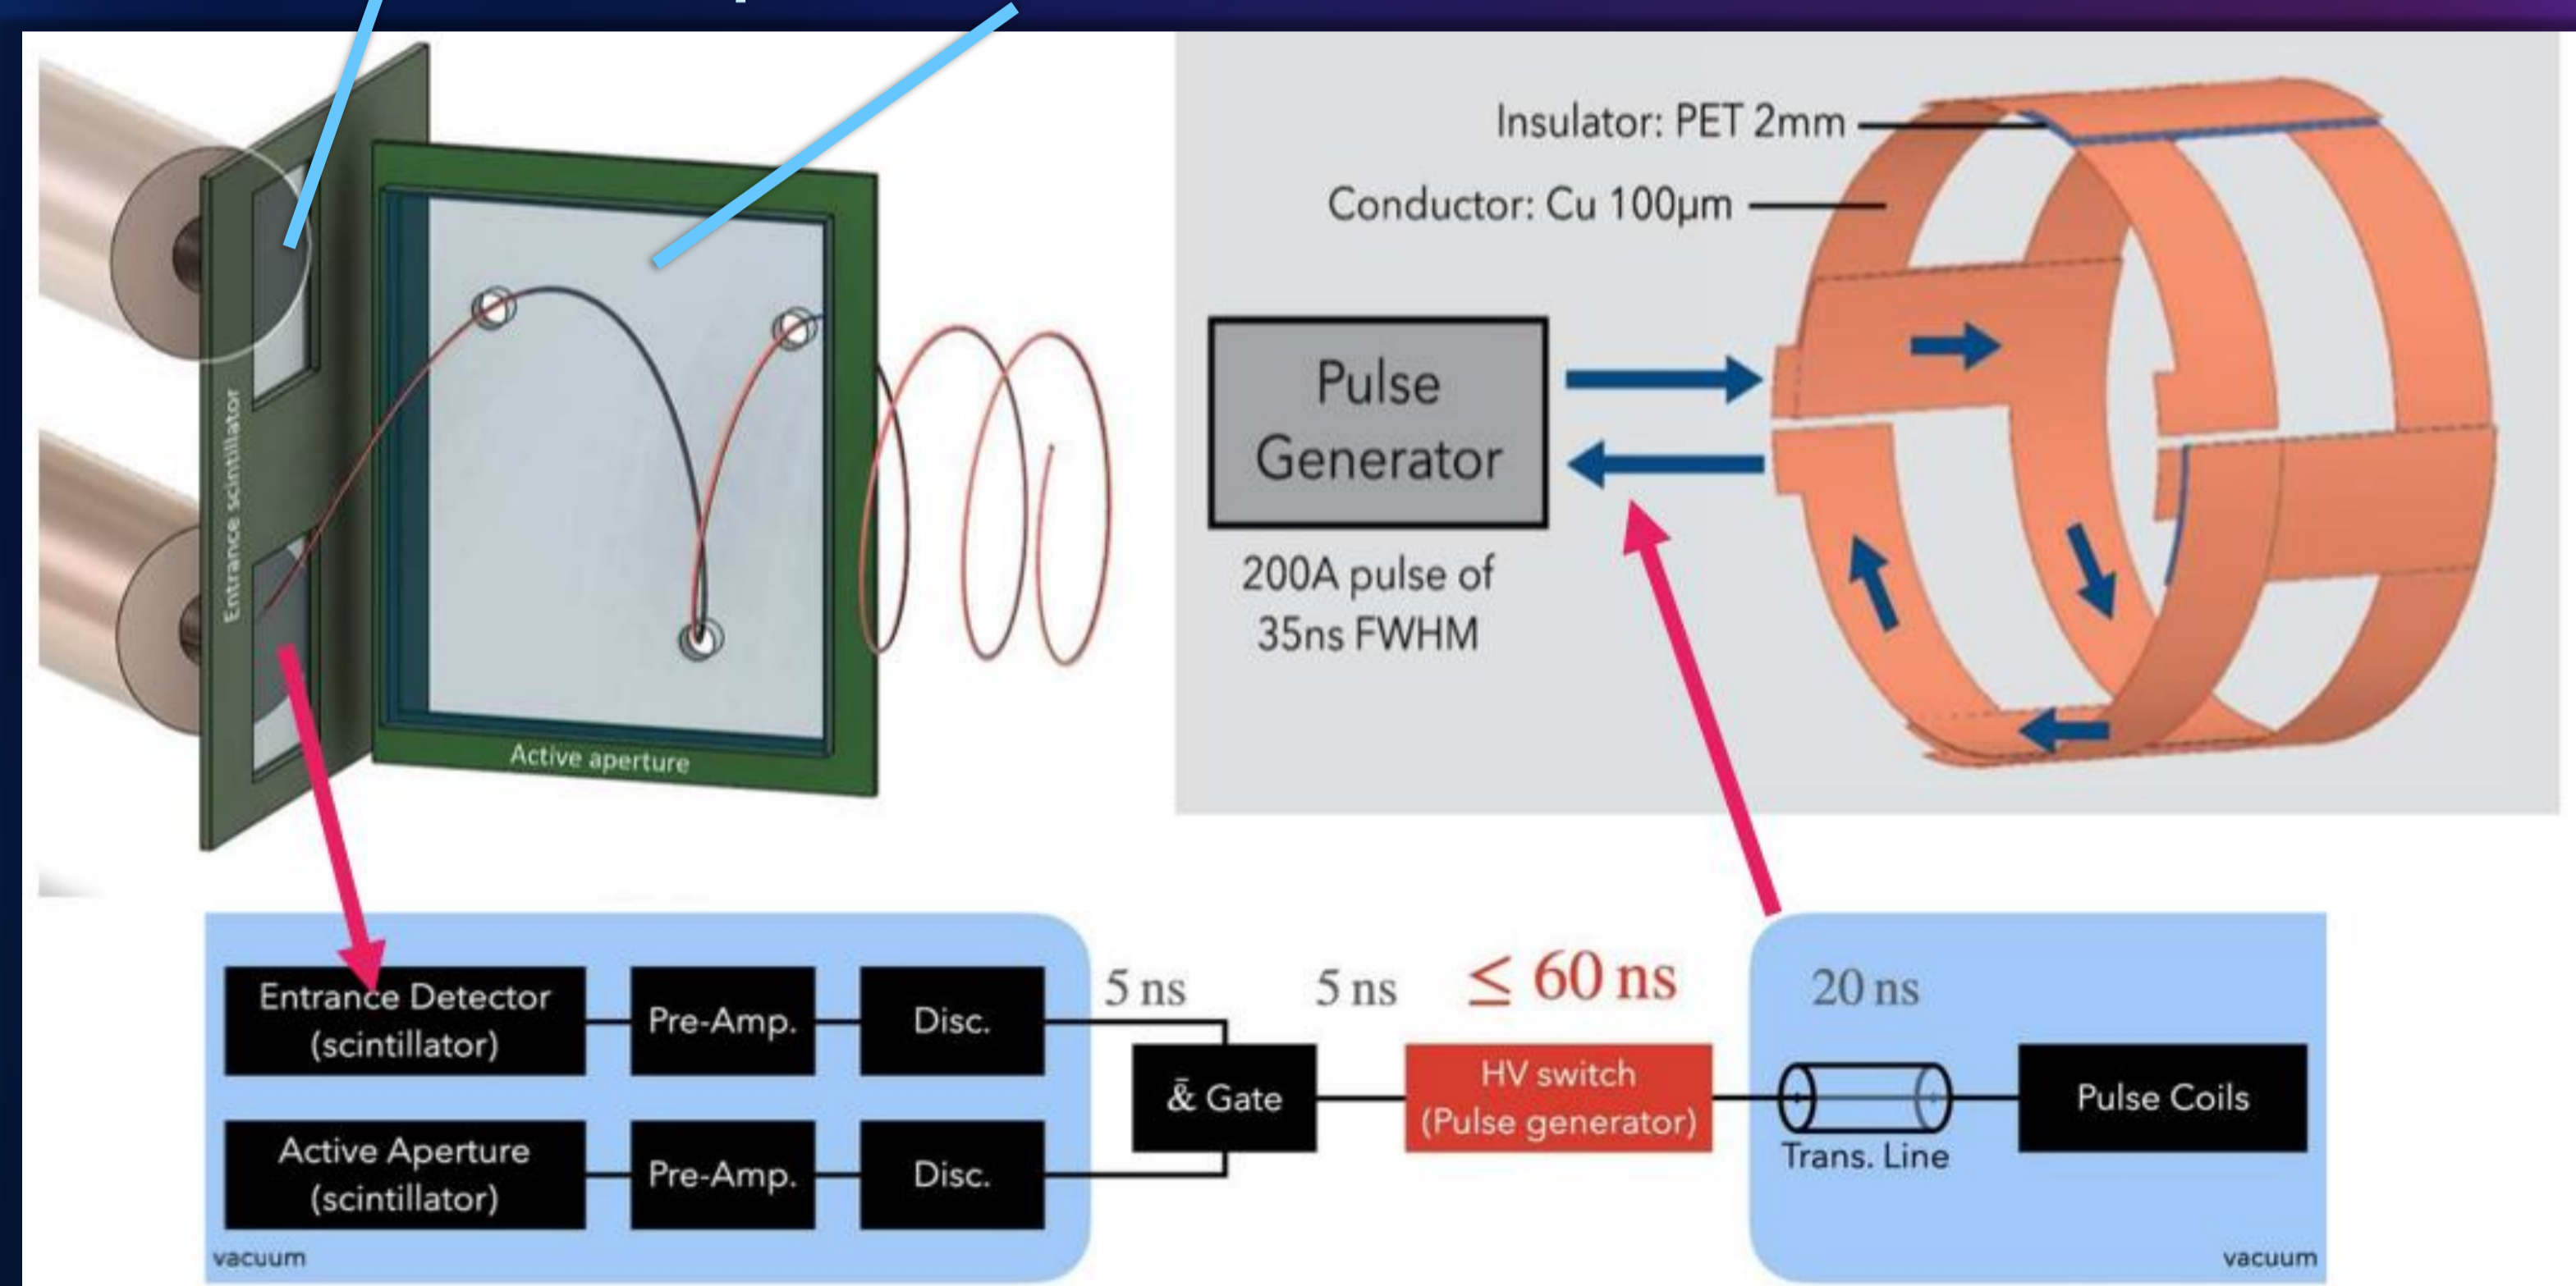 Entrance scintillator
Active aperture
Insulator: PET 2mm
Conductor: Cu 100µm
Pulse
Generator
200A pulse of
35ns FWHM
Entrance Detector
(scintillator)
Pre-Amp.
Disc.
5 ns
5 ns
≤ 60 ns
20 ns
&̄ Gate
HV switch
(Pulse generator)
Trans. Line
Pulse Coils
Active Aperture
(scintillator)
Pre-Amp.
Disc.
vacuum
vacuum